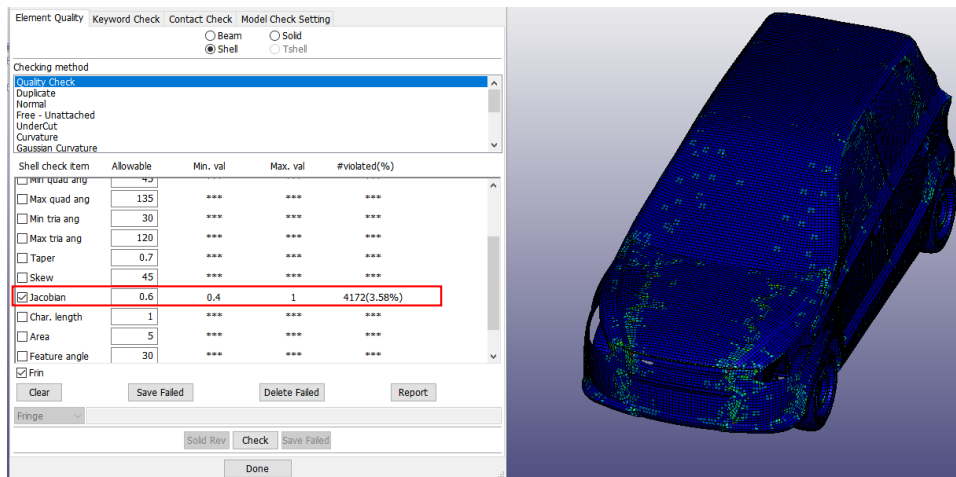 Element Quality Keyword Check Contact Check Model Check Setting
Beam Solid
Shell Tshell
Checking method
Quality Check
Duplicate
Normal
Free - Unattached
UnderCut
Curvature
Gaussian Curvature
Shell check item Allowable Min. val Max. val #violated(%)
Min quad ang 45 *** *** ***
Max quad ang 135 *** *** ***
Min tria ang 30 *** *** ***
Max tria ang 120 *** *** ***
Taper 0.7 *** *** ***
Skew 45 *** *** ***
Jacobian 0.6 0.4 1 4172(3.58%)
Char. length 1 *** *** ***
Area 5 *** *** ***
Feature angle 30 *** *** ***
Frin
Clear Save Failed Delete Failed Report
Fringe
Solid Rev Check Save Failed
Done